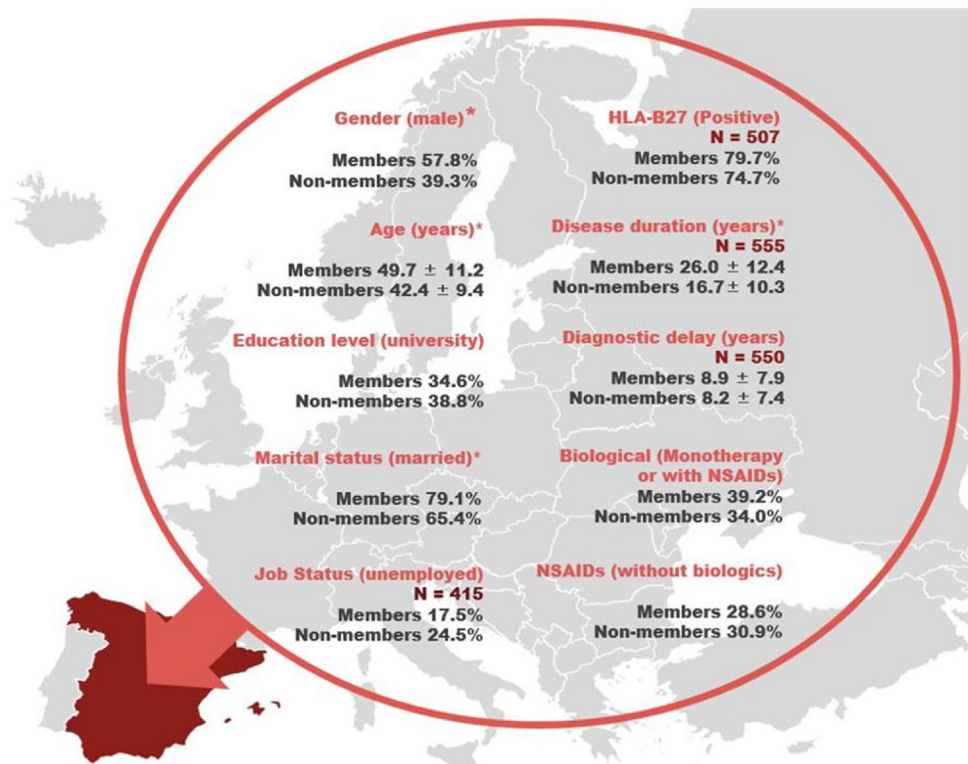 Gender (male)*
Members 57.8%
Non-members 39.3%
Age (years)*
Members 49.7 ± 11.2
Non-members 42.4 ± 9.4
Education level (university)
Members 34.6%
Non-members 38.8%
Marital status (married)*
Members 79.1%
Non-members 65.4%
Job Status (unemployed)
N = 415
Members 17.5%
Non-members 24.5%
HLA-B27 (Positive)
N = 507
Members 79.7%
Non-members 74.7%
Disease duration (years)*
N = 555
Members 26.0 ± 12.4
Non-members 16.7 ± 10.3
Diagnostic delay (years)
N = 550
Members 8.9 ± 7.9
Non-members 8.2 ± 7.4
Biological (Monotherapy
or with NSAIDs)
Members 39.2%
Non-members 34.0%
NSAIDs (without biologics)
Members 28.6%
Non-members 30.9%